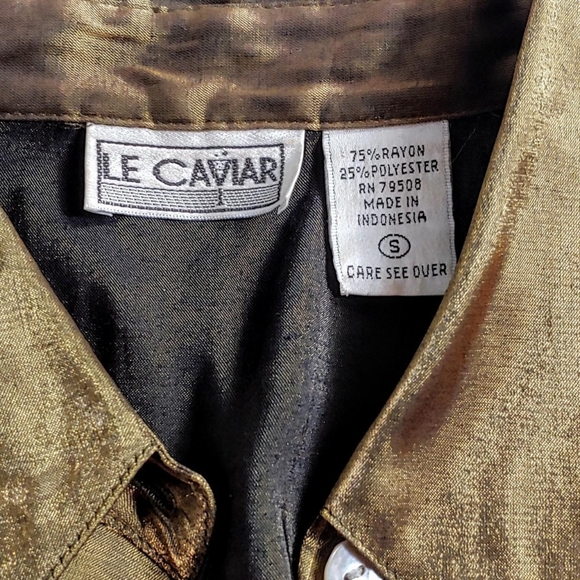 LE CAVIAR
75%RAYON
25%POLYESTER
RN 79508
MADE IN
INDONESIA
S
CARE SEE OVER